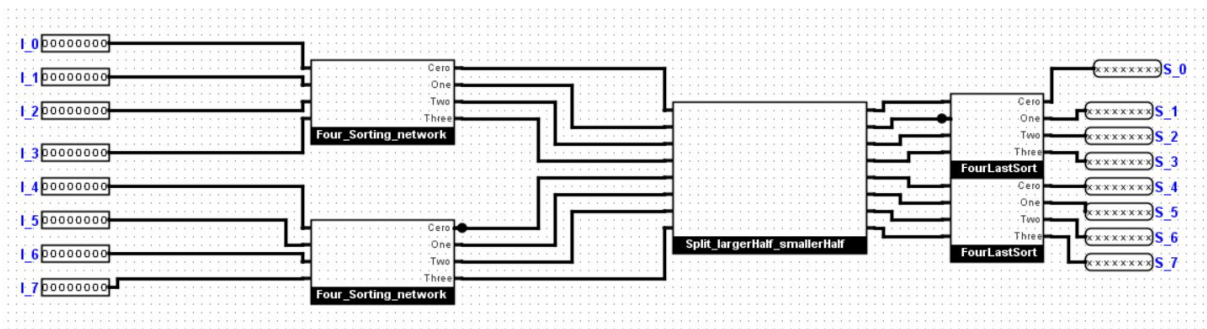 I_0 00000000
I_1 00000000
I_2 00000000
I_3 00000000
Cero
One
Two
Three
Four_Sorting_network
I_4 00000000
I_5 00000000
I_6 00000000
I_7 00000000
Cero
One
Two
Three
Four_Sorting_network
Split_largerHalf_smallerHalf
Cero
One
Two
Three
FourLastSort
Cero
One
Two
Three
FourLastSort
xxxxxxxx S_0
xxxxxxxx S_1
xxxxxxxx S_2
xxxxxxxx S_3
xxxxxxxx S_4
xxxxxxxx S_5
xxxxxxxx S_6
xxxxxxxx S_7